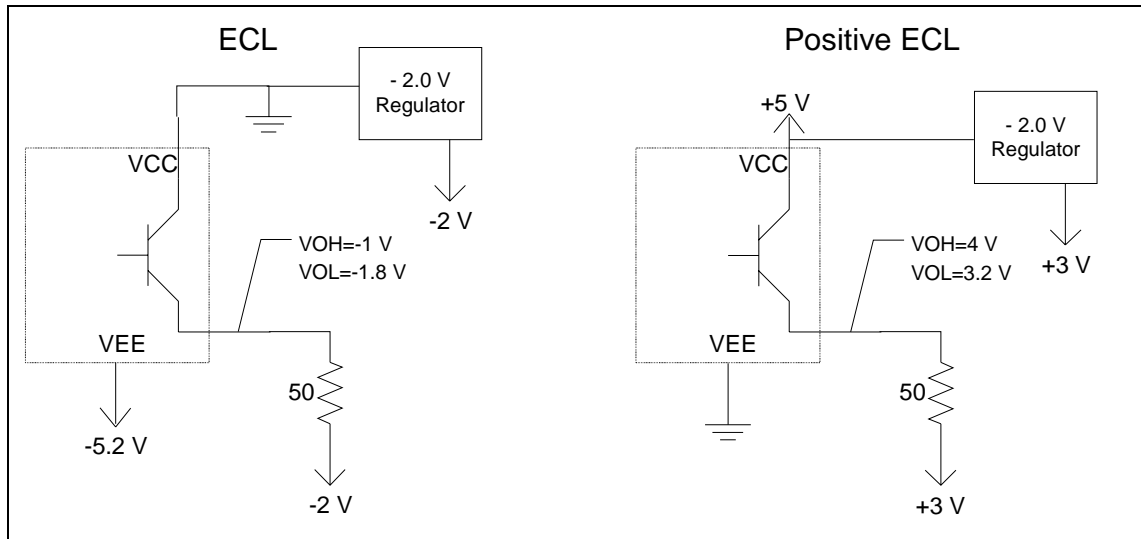 ECL
- 2.0 V
Regulator
VCC
-2 V
VOH=-1 V
VOL=-1.8 V
VEE
50
-5.2 V
-2 V
Positive ECL
+5 V
- 2.0 V
Regulator
VCC
VOH=4 V
VOL=3.2 V
+3 V
VEE
50
+3 V